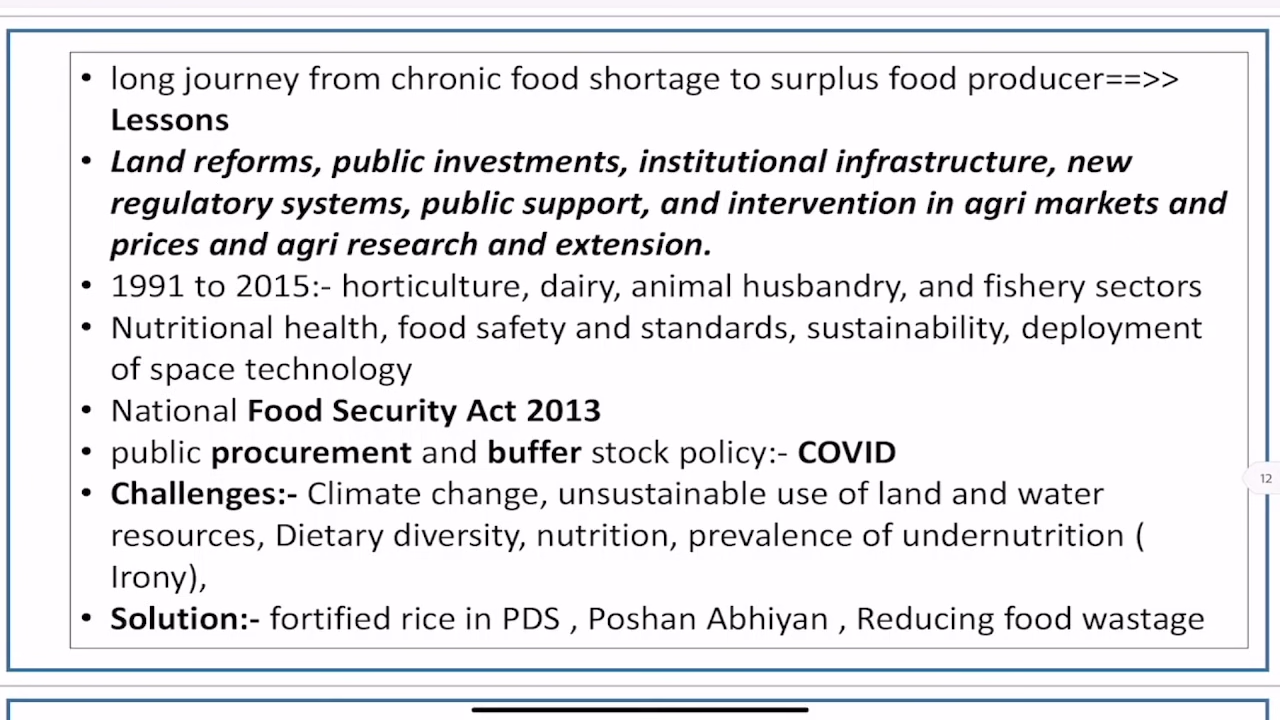 • long journey from chronic food shortage to surplus food producer==>>
Lessons
• Land reforms, public investments, institutional infrastructure, new
regulatory systems, public support, and intervention in agri markets and
prices and agri research and extension.
• 1991 to 2015:- horticulture, dairy, animal husbandry, and fishery sectors
• Nutritional health, food safety and standards, sustainability, deployment
of space technology
• National Food Security Act 2013
• public procurement and buffer stock policy:- COVID
• Challenges:- Climate change, unsustainable use of land and water
resources, Dietary diversity, nutrition, prevalence of undernutrition (
Irony),
• Solution:- fortified rice in PDS , Poshan Abhiyan , Reducing food wastage
12